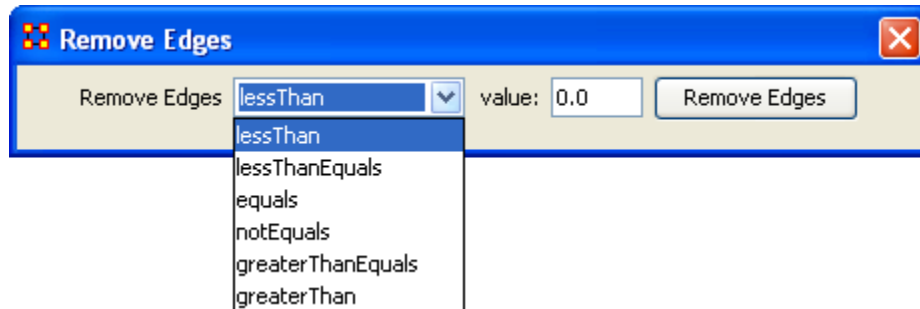 Remove Edges
Remove Edges lessThan value: 0.0 Remove Edges
lessThan
lessThanEquals
equals
notEquals
greaterThanEquals
greaterThan